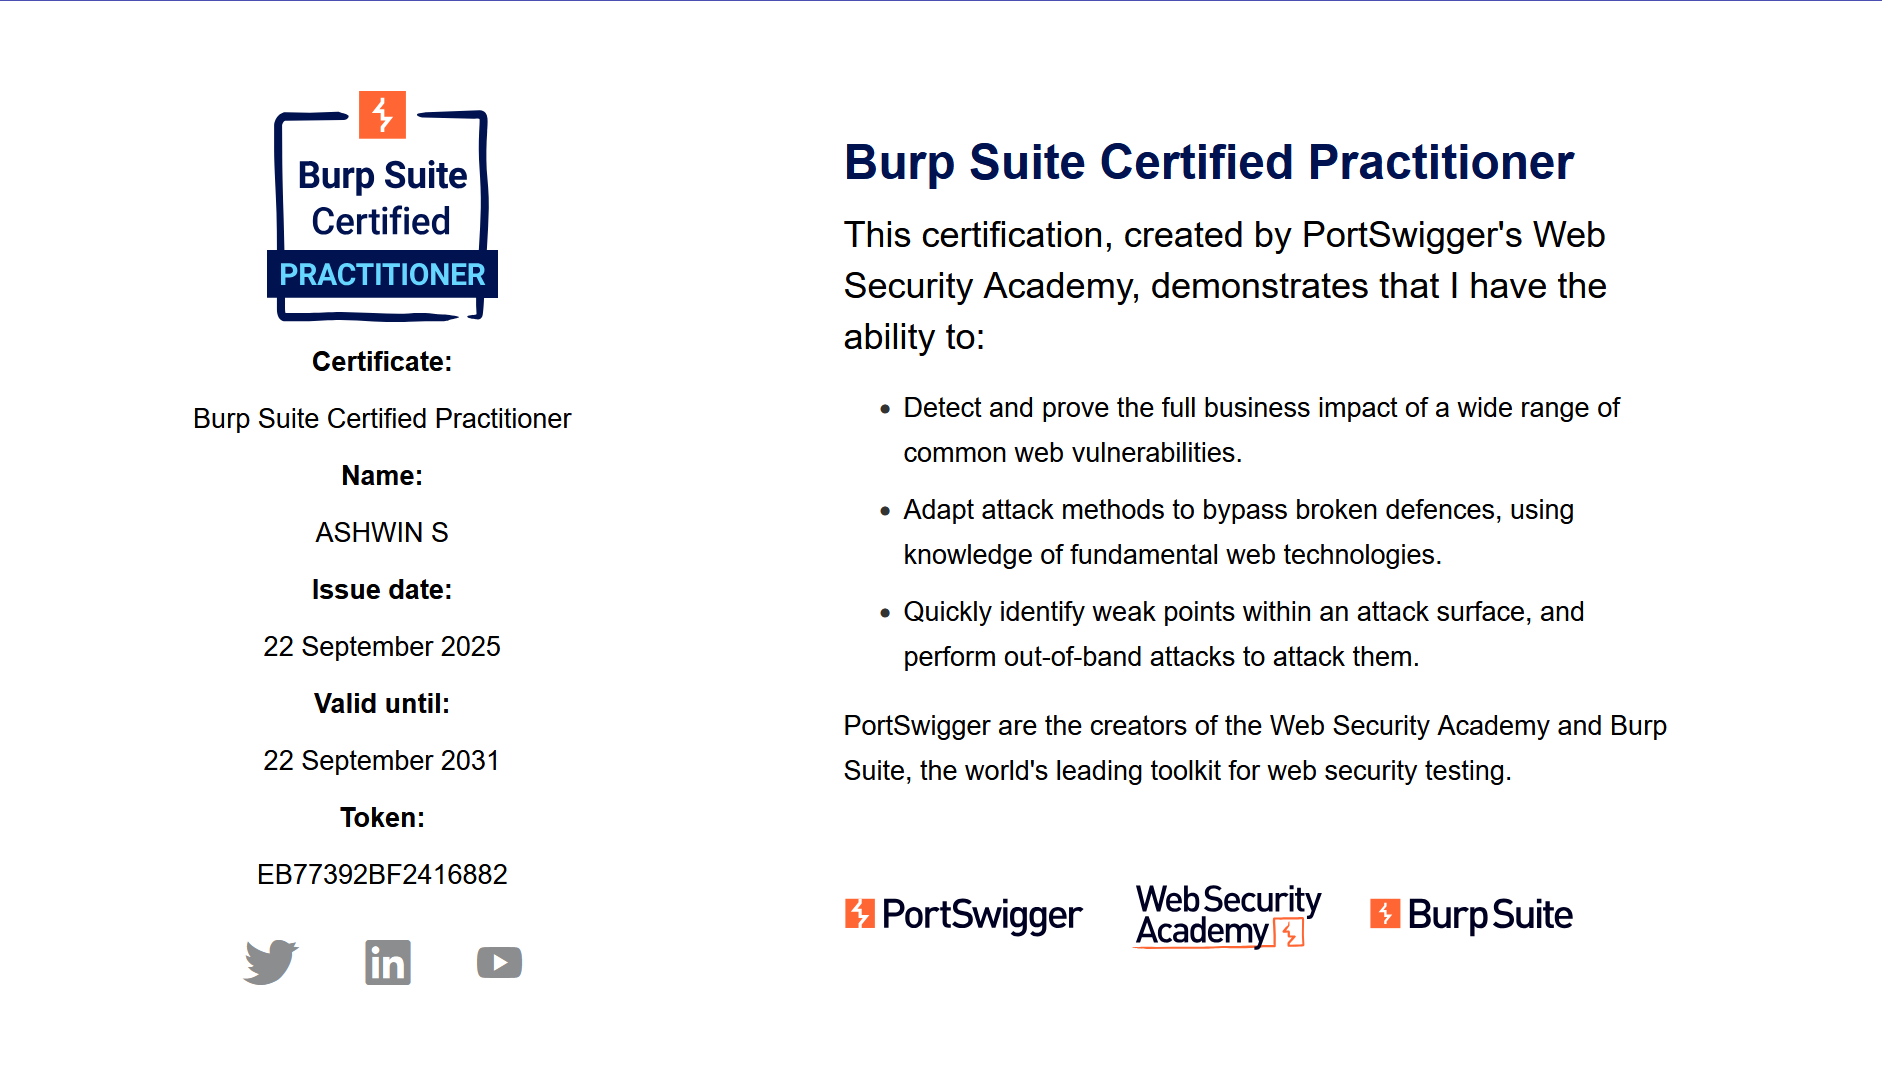 Burp Suite
Certified
PRACTITIONER
Certificate:
Burp Suite Certified Practitioner
Name:
ASHWIN S
Issue date:
22 September 2025
Valid until:
22 September 2031
Token:
EB77392BF2416882
in
Burp Suite Certified Practitioner
This certification, created by PortSwigger's Web
Security Academy, demonstrates that I have the
ability to:
• Detect and prove the full business impact of a wide range of
common web vulnerabilities.
• Adapt attack methods to bypass broken defences, using
knowledge of fundamental web technologies.
• Quickly identify weak points within an attack surface, and
perform out-of-band attacks to attack them.
PortSwigger are the creators of the Web Security Academy and Burp
Suite, the world's leading toolkit for web security testing.
PortSwigger
Web Security
Academy
Burp Suite